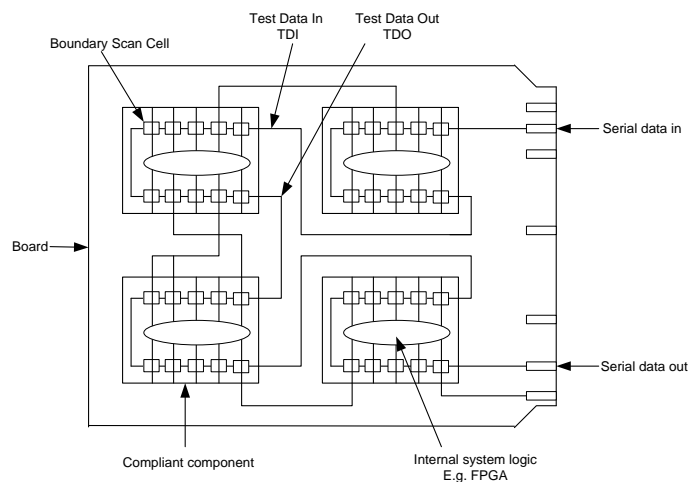 Test Data In
TDI
Test Data Out
TDO
Boundary Scan Cell
Serial data in
Board
Serial data out
Compliant component
Internal system logic
E.g. FPGA